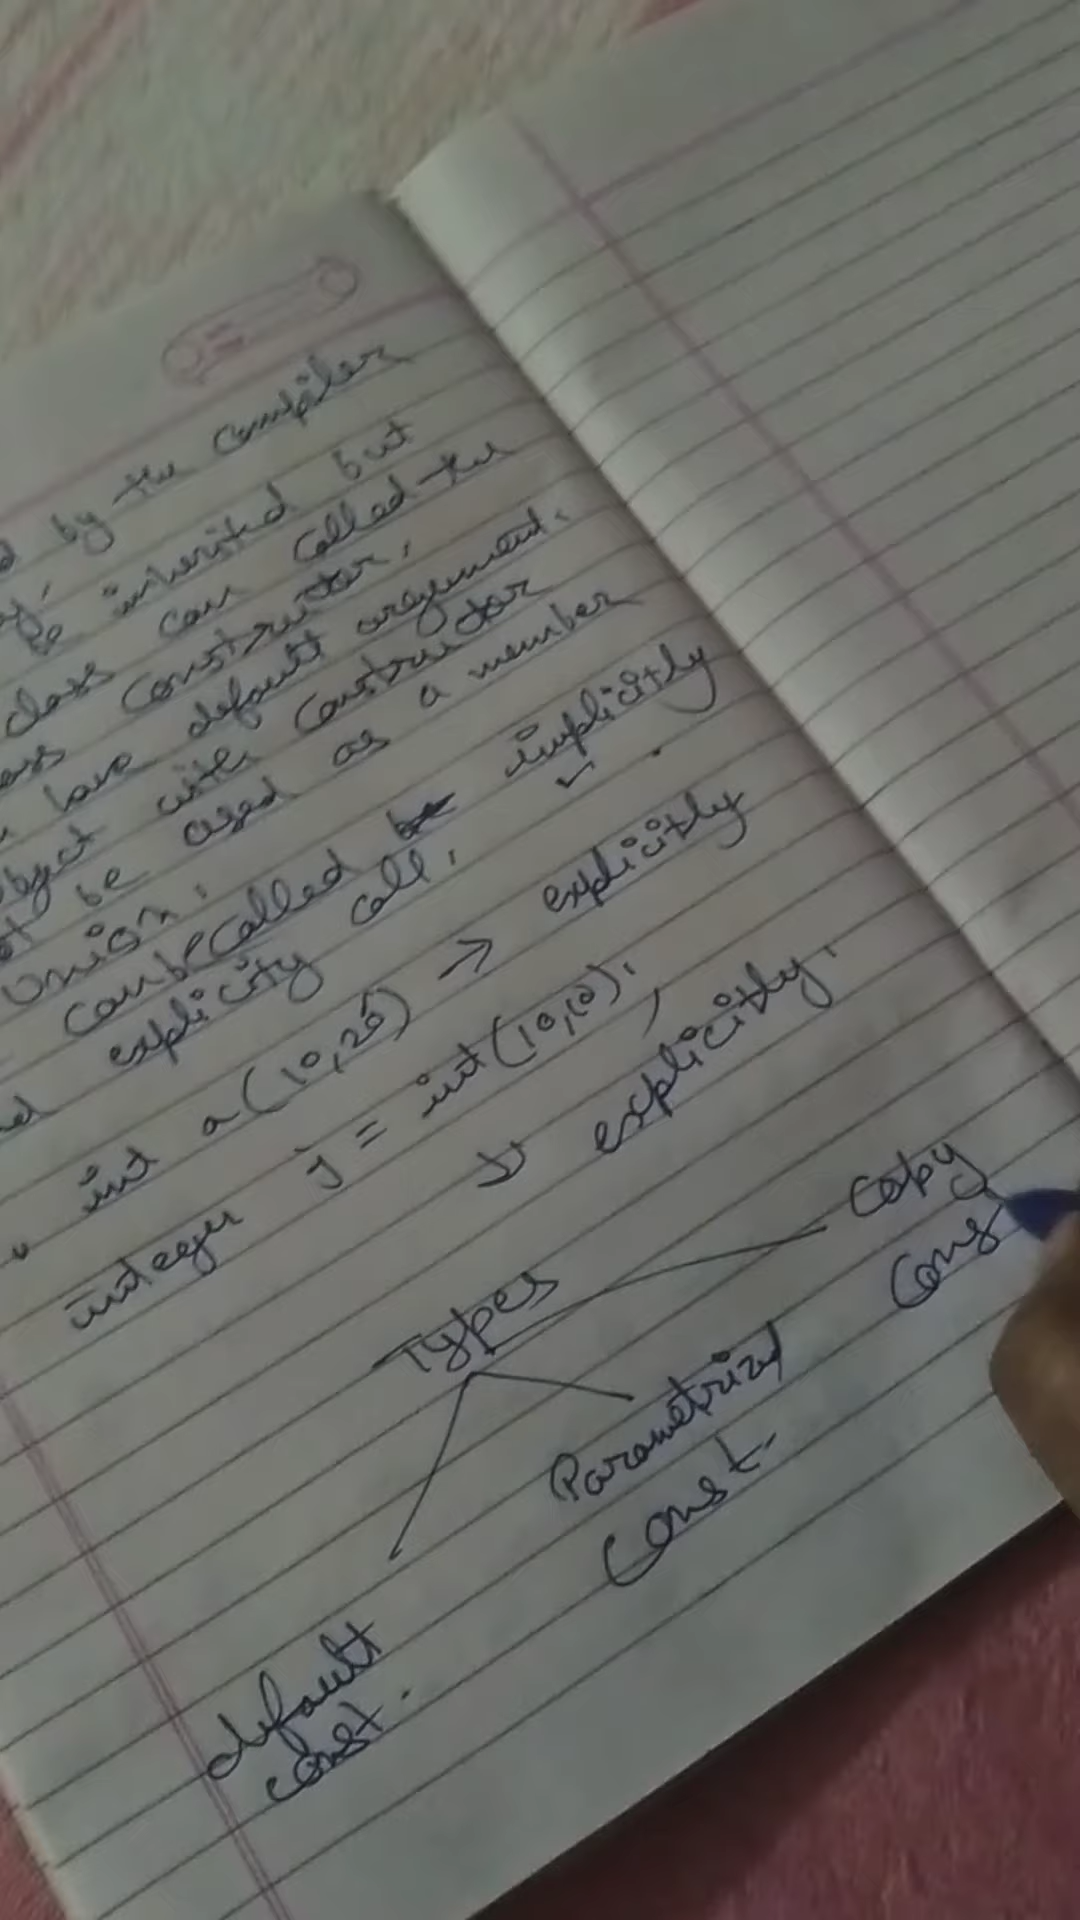 by the compiler
be inherited but
class can called the
constructor,
have default arguement.
object with constructor
be used as a member
union.
can be called implicitly
explicity call.
int a (10,20) → explicitly
integer j = int(10,10);
explicitly.
Types
Copy
Cons
Parametrized
Const.
default
const.